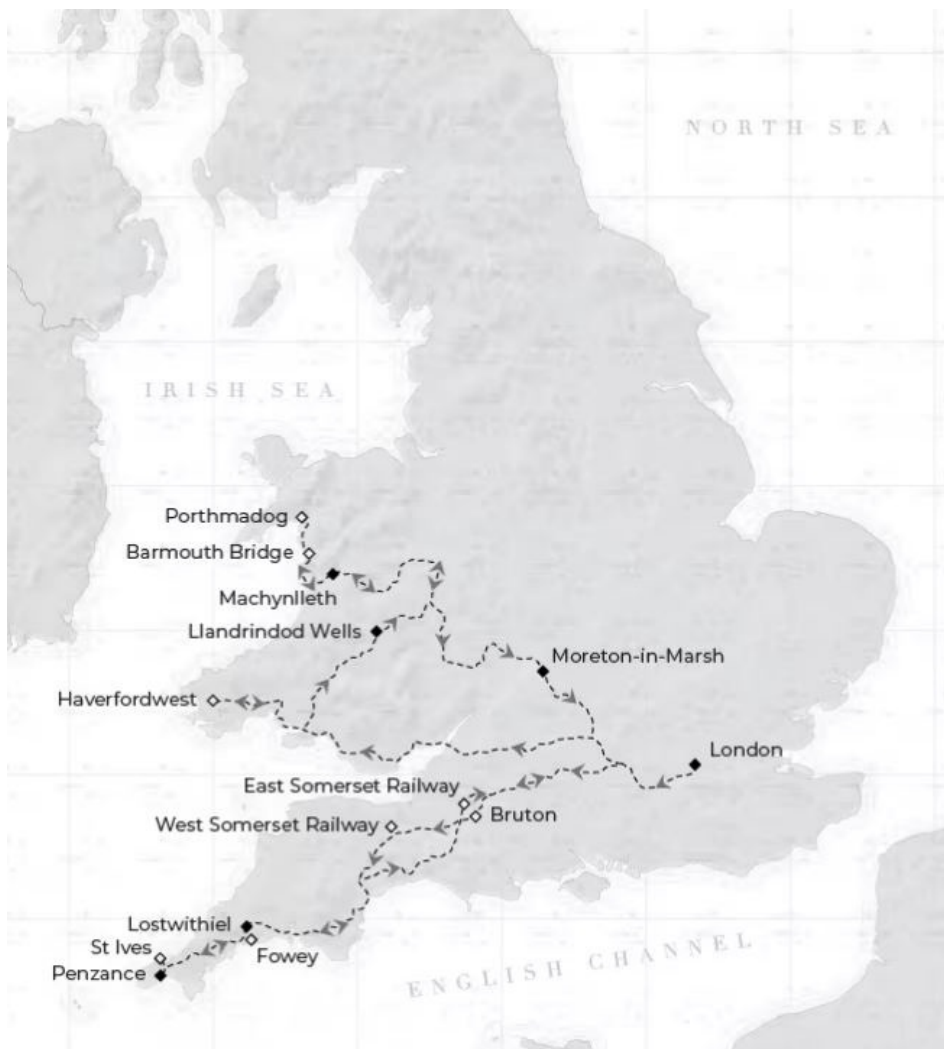 NORTH SEA
IRISH SEA
Porthmadog
Barmouth Bridge
Machynlleth
Llandrindod Wells
Moreton-in-Marsh
Haverfordwest
London
East Somerset Railway
Bruton
West Somerset Railway
Lostwithiel
St Ives
Fowey
Penzance
ENGLISH CHANNEL